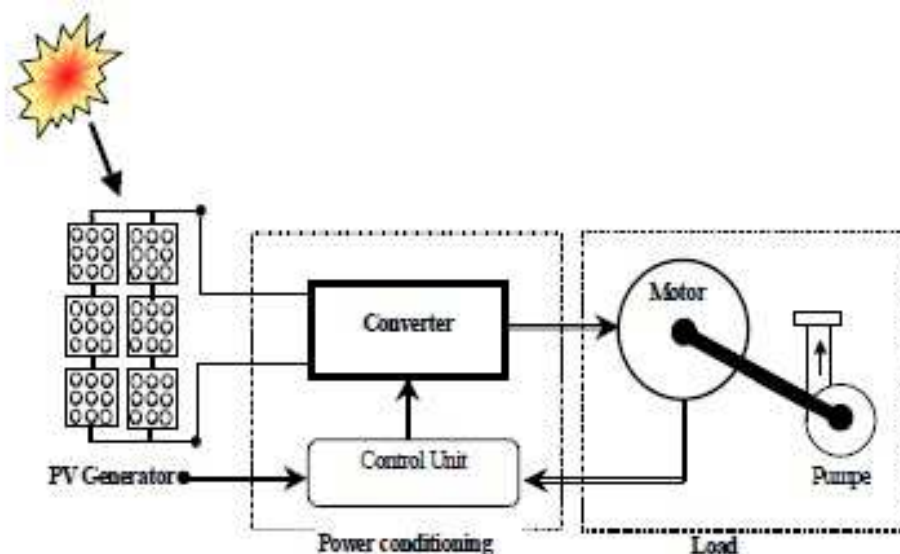 Motor
Converter
Control Unit
PV Generator
Pumpe
Power conditioning
Load